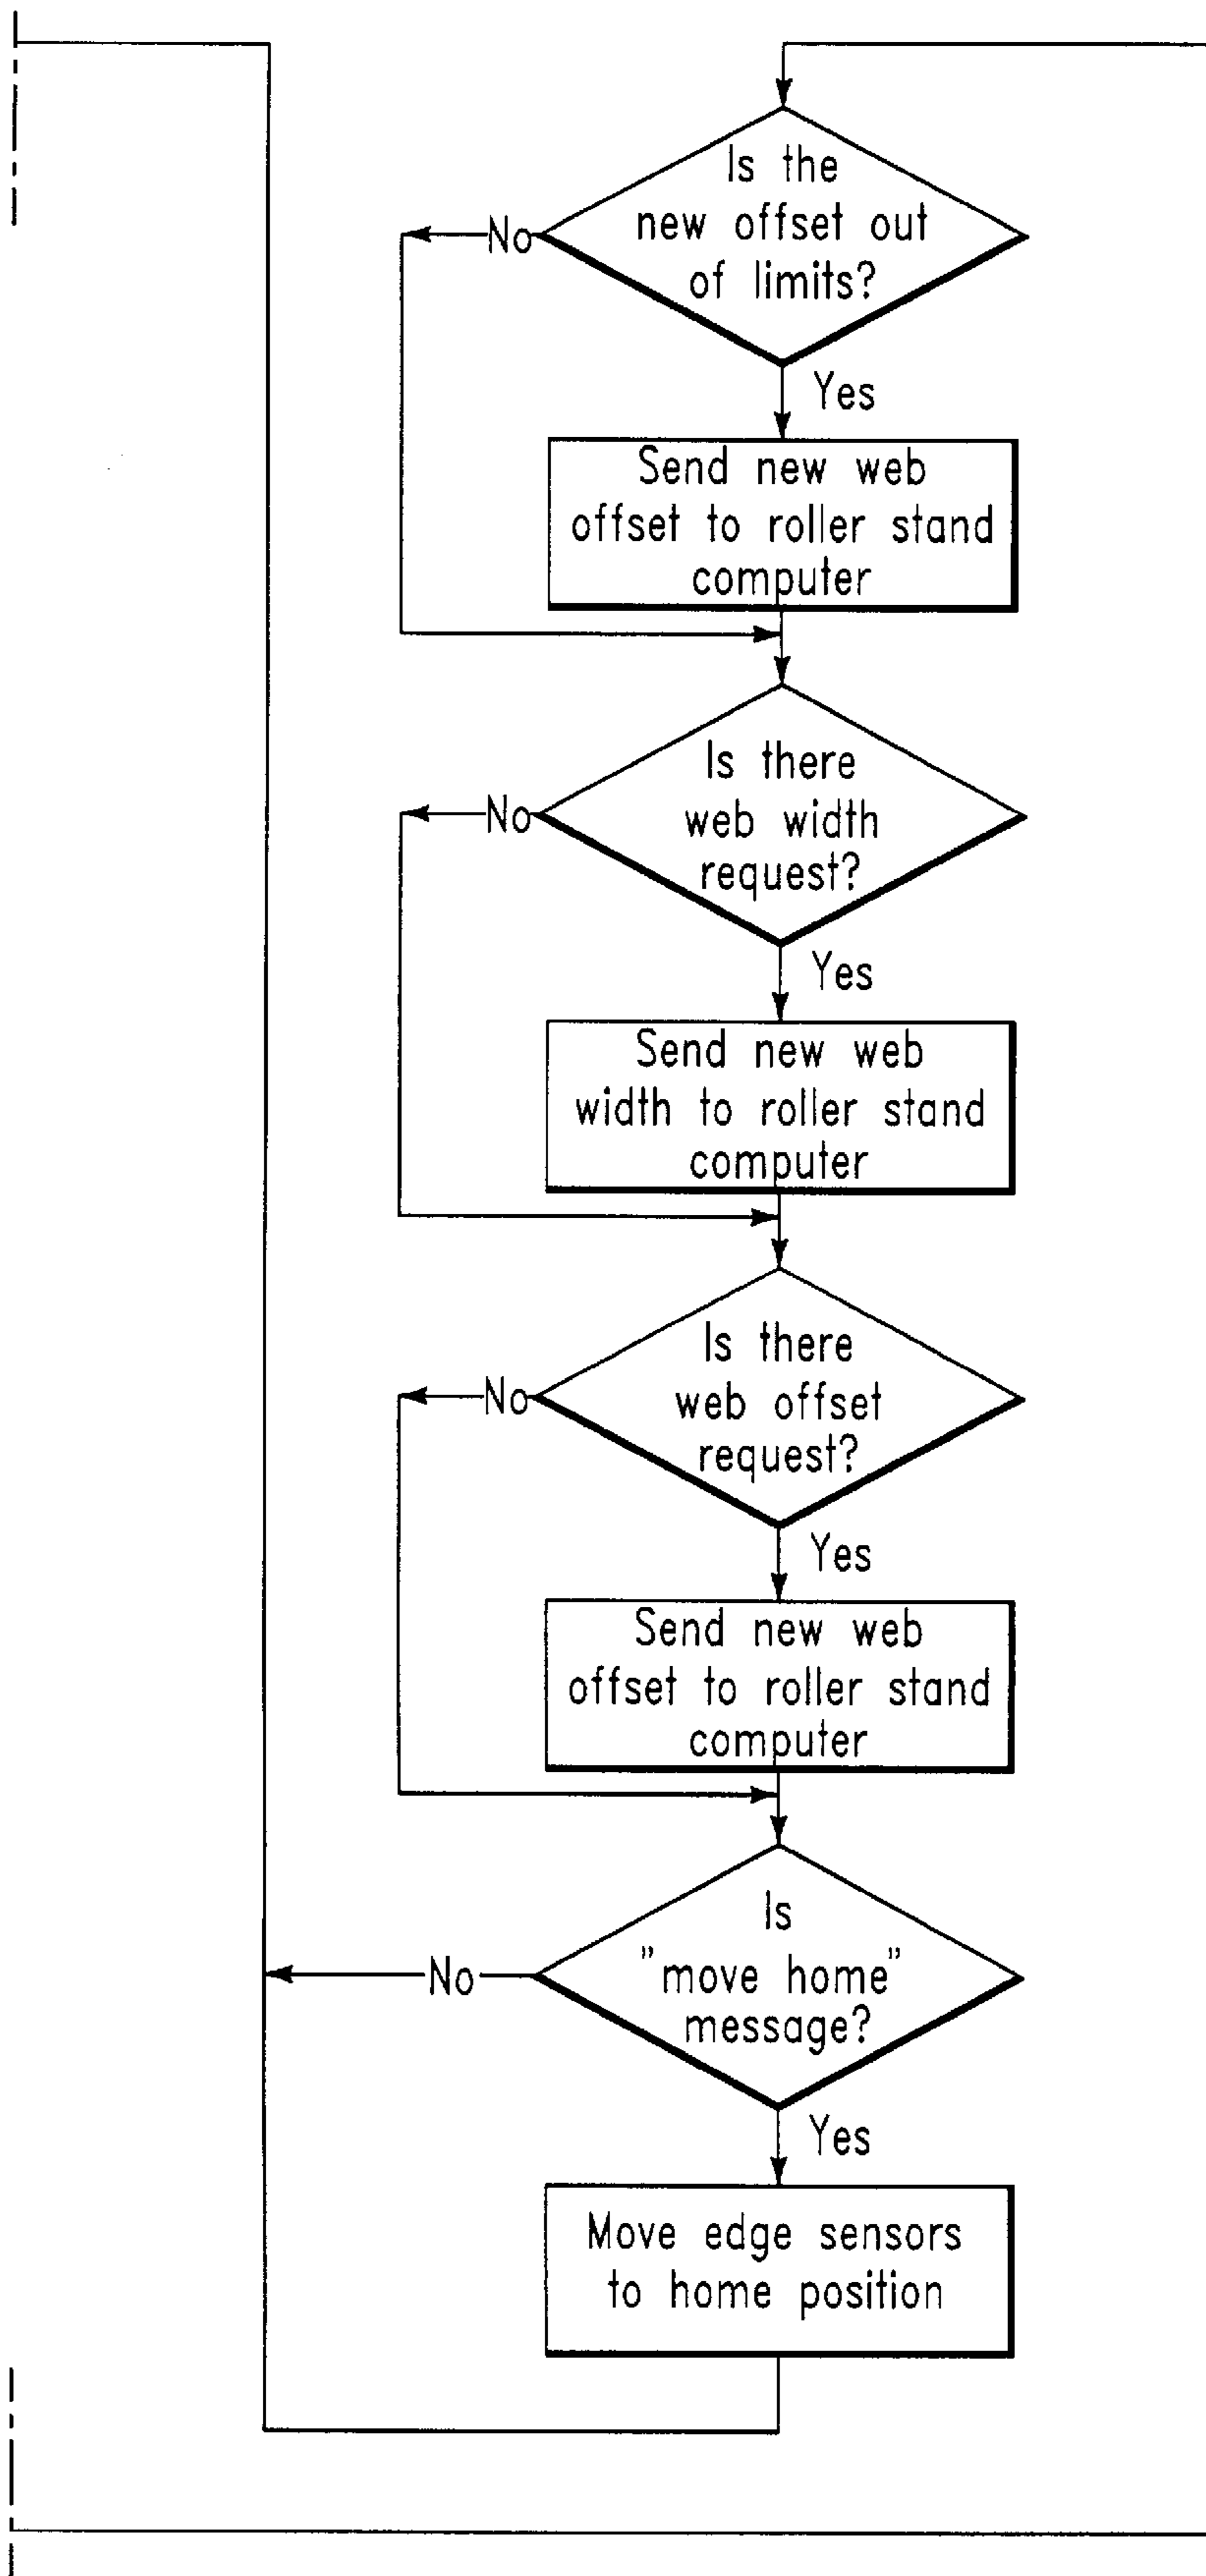 Is the
new offset out
of limits?
No
Yes
Send new web
offset to roller stand
computer
Is there
web width
request?
No
Yes
Send new web
width to roller stand
computer
Is there
web offset
request?
No
Yes
Send new web
offset to roller stand
computer
Is
"move home"
message?
No
Yes
Move edge sensors
to home position